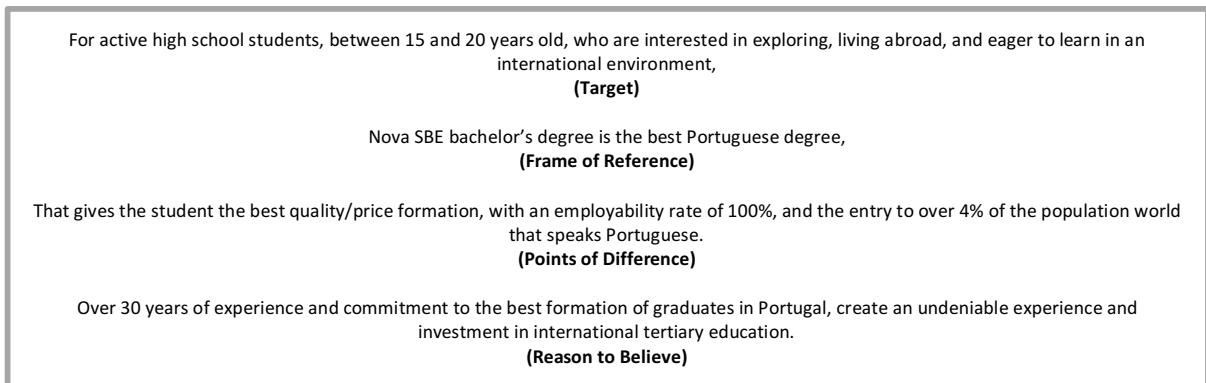 For active high school students, between 15 and 20 years old, who are interested in exploring, living abroad, and eager to learn in an
international environment,
(Target)
Nova SBE bachelor’s degree is the best Portuguese degree,
(Frame of Reference)
That gives the student the best quality/price formation, with an employability rate of 100%, and the entry to over 4% of the population world
that speaks Portuguese.
(Points of Difference)
Over 30 years of experience and commitment to the best formation of graduates in Portugal, create an undeniable experience and
investment in international tertiary education.
(Reason to Believe)